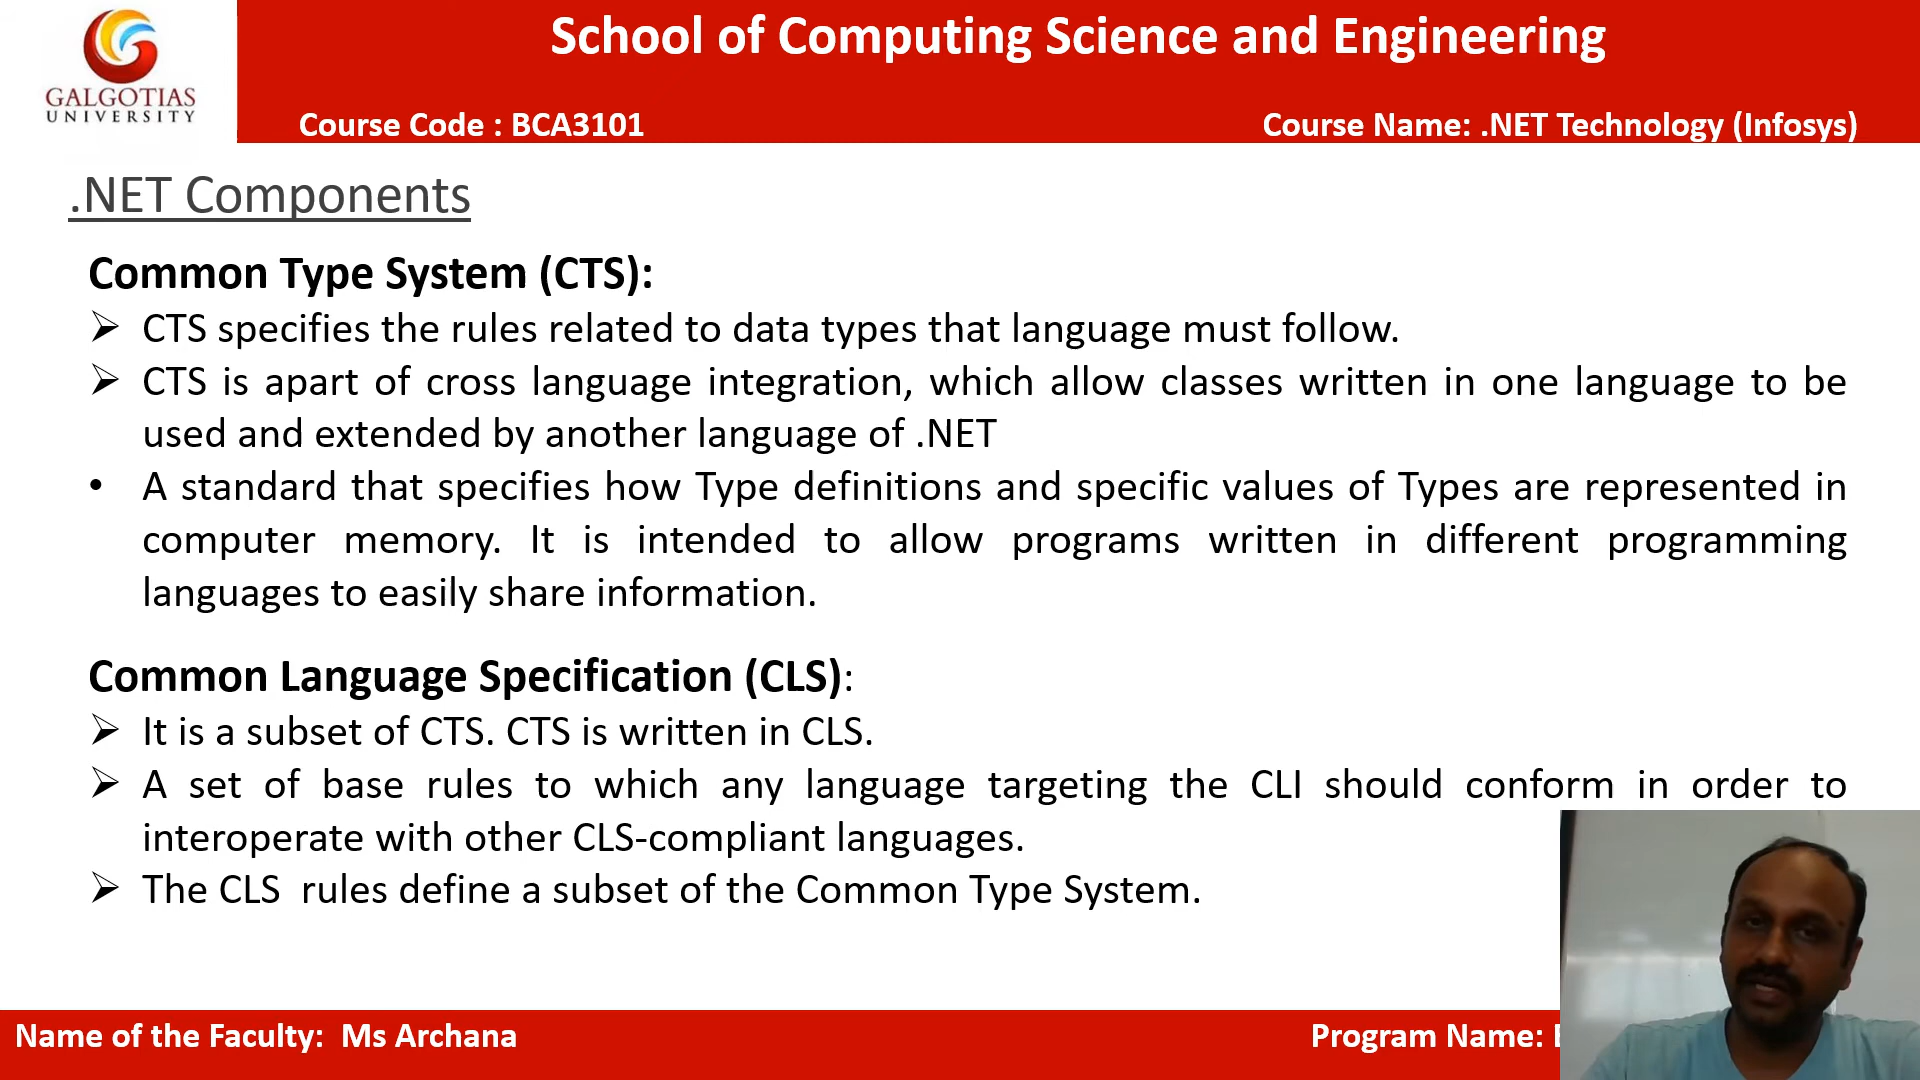 School of Computing Science and Engineering
GALGOTIAS
UNIVERSITY
Course Code : BCA3101
Course Name: .NET Technology (Infosys)
.NET Components
Common Type System (CTS):
CTS specifies the rules related to data types that language must follow.
CTS is apart of cross language integration, which allow classes written in one language to be
used and extended by another language of .NET
• A standard that specifies how Type definitions and specific values of Types are represented in
computer memory. It is intended to allow programs written in different programming
languages to easily share information.
Common Language Specification (CLS):
It is a subset of CTS. CTS is written in CLS.
A set of base rules to which any language targeting the CLI should conform in order to
interoperate with other CLS-compliant languages.
The CLS rules define a subset of the Common Type System.
Name of the Faculty: Ms Archana
Program Name: